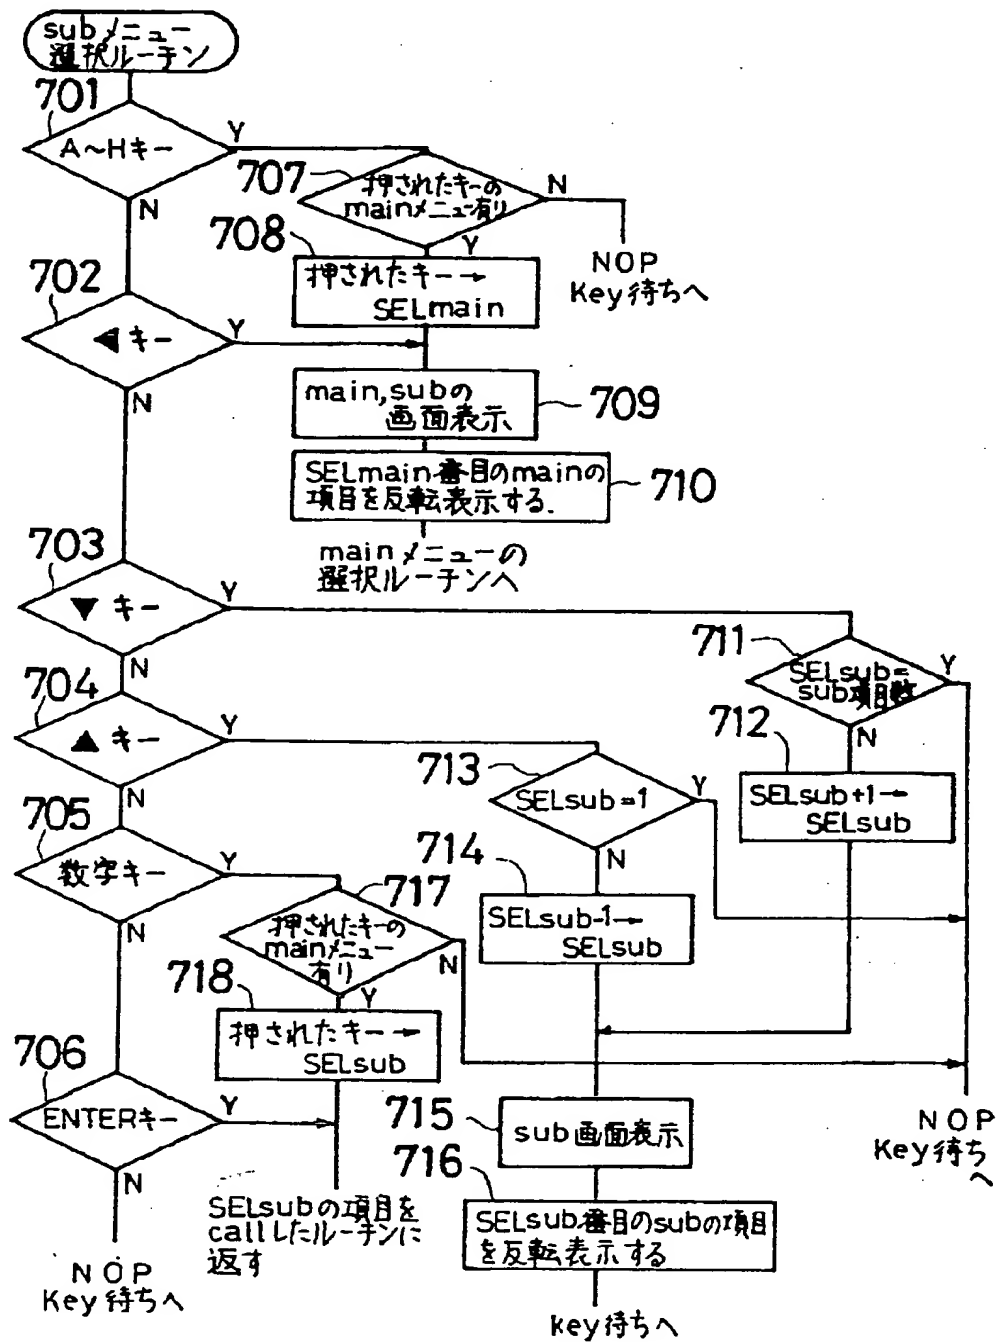 subメニュー
選択ルーチン
701
A〜Hキー
Y
N
707
押されたキーの
mainメニュー有り
N
Y
NOP
Key待ちへ
708
押されたキー→
SELmain
702
◀ キー
Y
N
main,subの
画面表示
709
SELmain番目のmainの
項目を反転表示する.
710
mainメニューの
選択ルーチンへ
703
▼ キー
Y
N
711
SELsub=
sub項目数
Y
N
704
▲ キー
Y
N
712
SELsub+1→
SELsub
713
SELsub=1
Y
N
705
数字キー
Y
N
714
SELsub-1→
SELsub
717
押されたキーの
mainメニュー
有り
N
Y
718
押されたキー→
SELsub
706
ENTERキー
Y
N
715
sub画面表示
NOP
Key待ち
へ
716
SELsub番目のsubの項目
を反転表示する
SELsubの項目を
callしたルーチンに
返す
NOP
Key待ちへ
key待ちへ